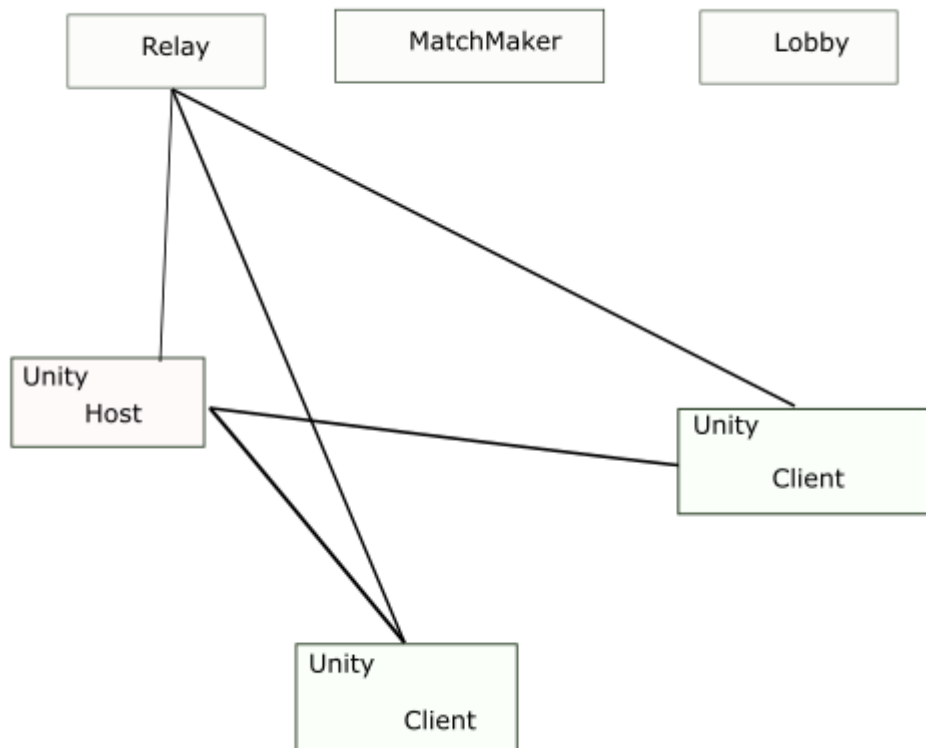 Relay
MatchMaker
Lobby
Unity
Host
Unity
Client
Unity
Client